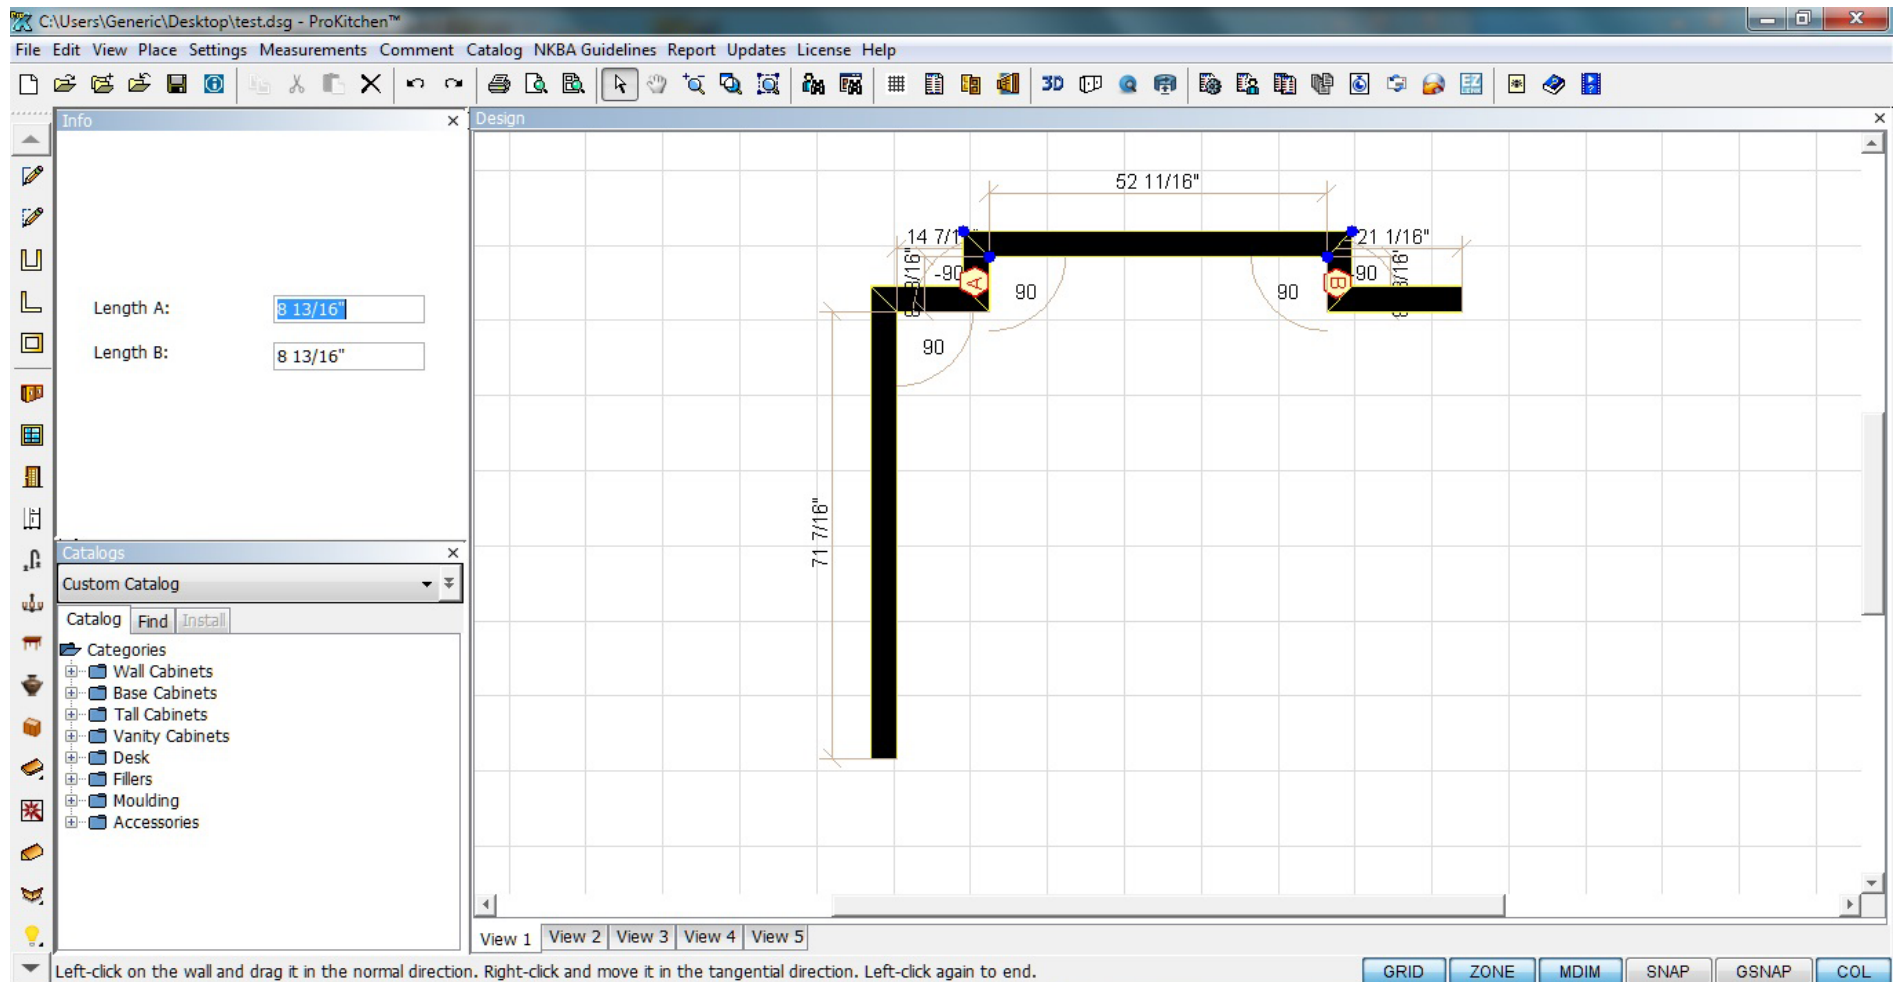 C:\Users\Generic\Desktop\test.dsg - ProKitchen™
File Edit View Place Settings Measurements Comment Catalog NKBA Guidelines Report Updates License Help
3D
Info
Length A: 8 13/16"
Length B: 8 13/16"
Catalogs
Custom Catalog
Catalog Find Install
Categories
Wall Cabinets
Base Cabinets
Tall Cabinets
Vanity Cabinets
Desk
Fillers
Moulding
Accessories
Design
52 11/16"
14 7/1
21 1/16"
-90
A
90
90
B
90
90
71 7/16"
View 1 View 2 View 3 View 4 View 5
Left-click on the wall and drag it in the normal direction. Right-click and move it in the tangential direction. Left-click again to end.
GRID ZONE MDIM SNAP GSNAP COL